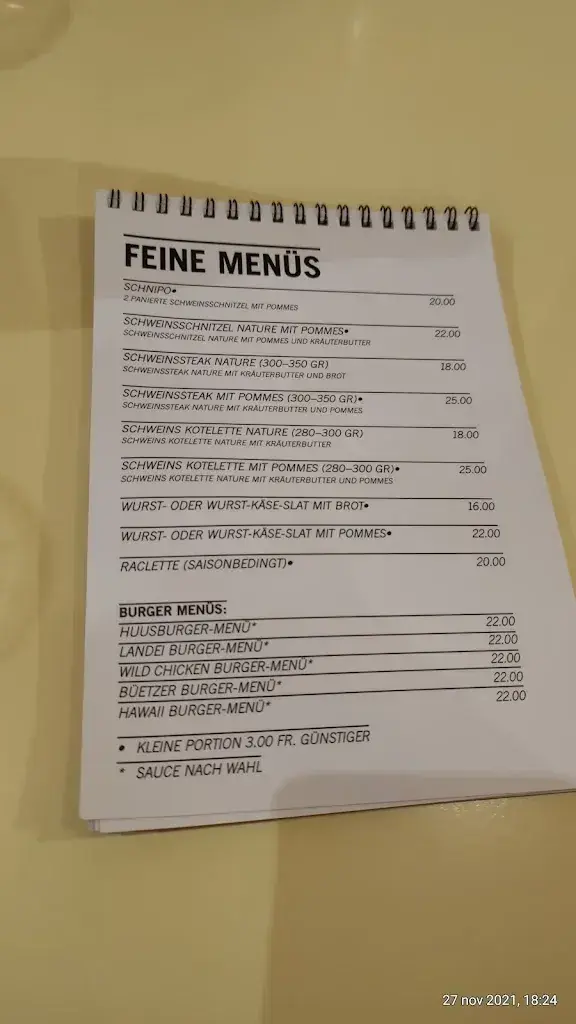 FEINE MENÜS
SCHNIPO• 20.00
2 PANIERTE SCHWEINSSCHNITZEL MIT POMMES
SCHWEINSSCHNITZEL NATURE MIT POMMES• 22.00
SCHWEINSSCHNITZEL NATURE MIT POMMES UND KRÄUTERBUTTER
SCHWEINSSTEAK NATURE (300–350 GR) 18.00
SCHWEINSSTEAK NATURE MIT KRÄUTERBUTTER UND BROT
SCHWEINSSTEAK MIT POMMES (300–350 GR)• 25.00
SCHWEINSSTEAK NATURE MIT KRÄUTERBUTTER UND POMMES
SCHWEINS KOTELETTE NATURE (280–300 GR) 18.00
SCHWEINS KOTELETTE NATURE MIT KRÄUTERBUTTER
SCHWEINS KOTELETTE MIT POMMES (280–300 GR)• 25.00
SCHWEINS KOTELETTE NATURE MIT KRÄUTERBUTTER UND POMMES
WURST- ODER WURST-KÄSE-SLAT MIT BROT• 16.00
WURST- ODER WURST-KÄSE-SLAT MIT POMMES• 22.00
RACLETTE (SAISONBEDINGT)• 20.00
BURGER MENÜS:
HUUSBURGER-MENÜ* 22.00
LANDEI BURGER-MENÜ* 22.00
WILD CHICKEN BURGER-MENÜ* 22.00
BÜETZER BURGER-MENÜ* 22.00
HAWAII BURGER-MENÜ* 22.00
• KLEINE PORTION 3.00 FR. GÜNSTIGER
* SAUCE NACH WAHL
27 nov 2021, 18:24